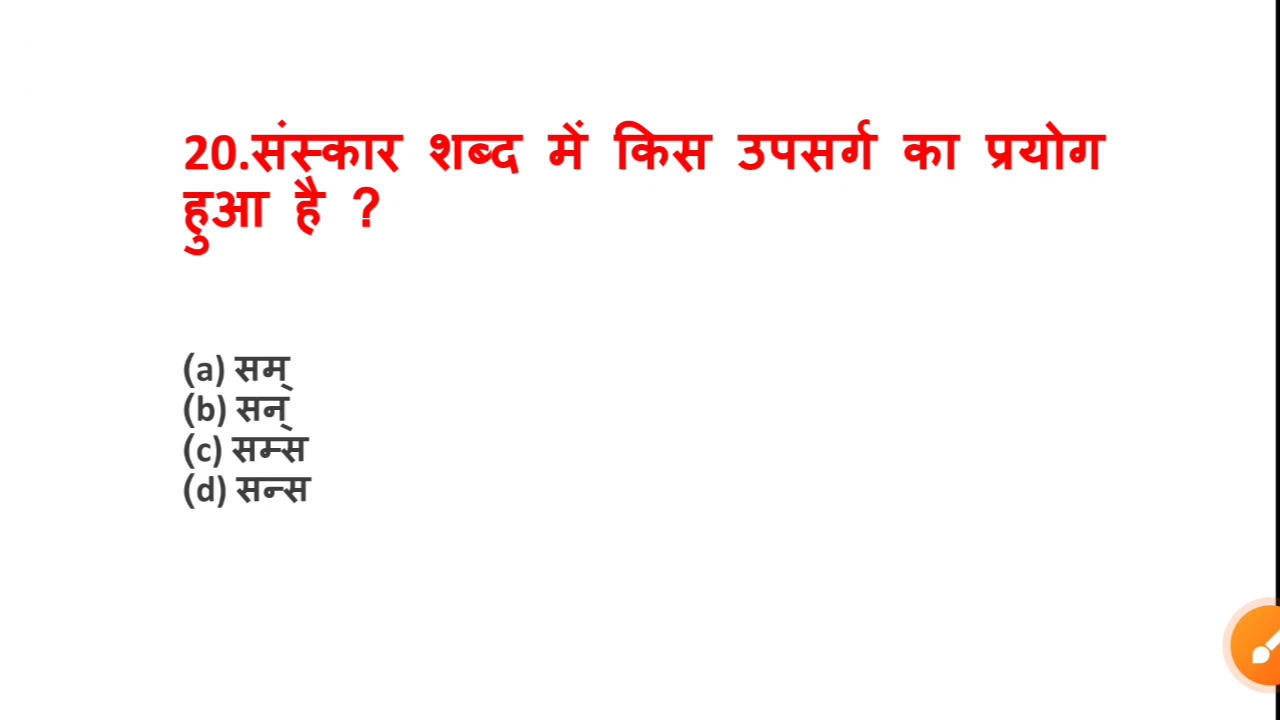 20.संस्कार शब्द में किस उपसर्ग का प्रयोग
हुआ है ?
(a) सम्
(b) सन्
(c) सम्स
(d) सन्स